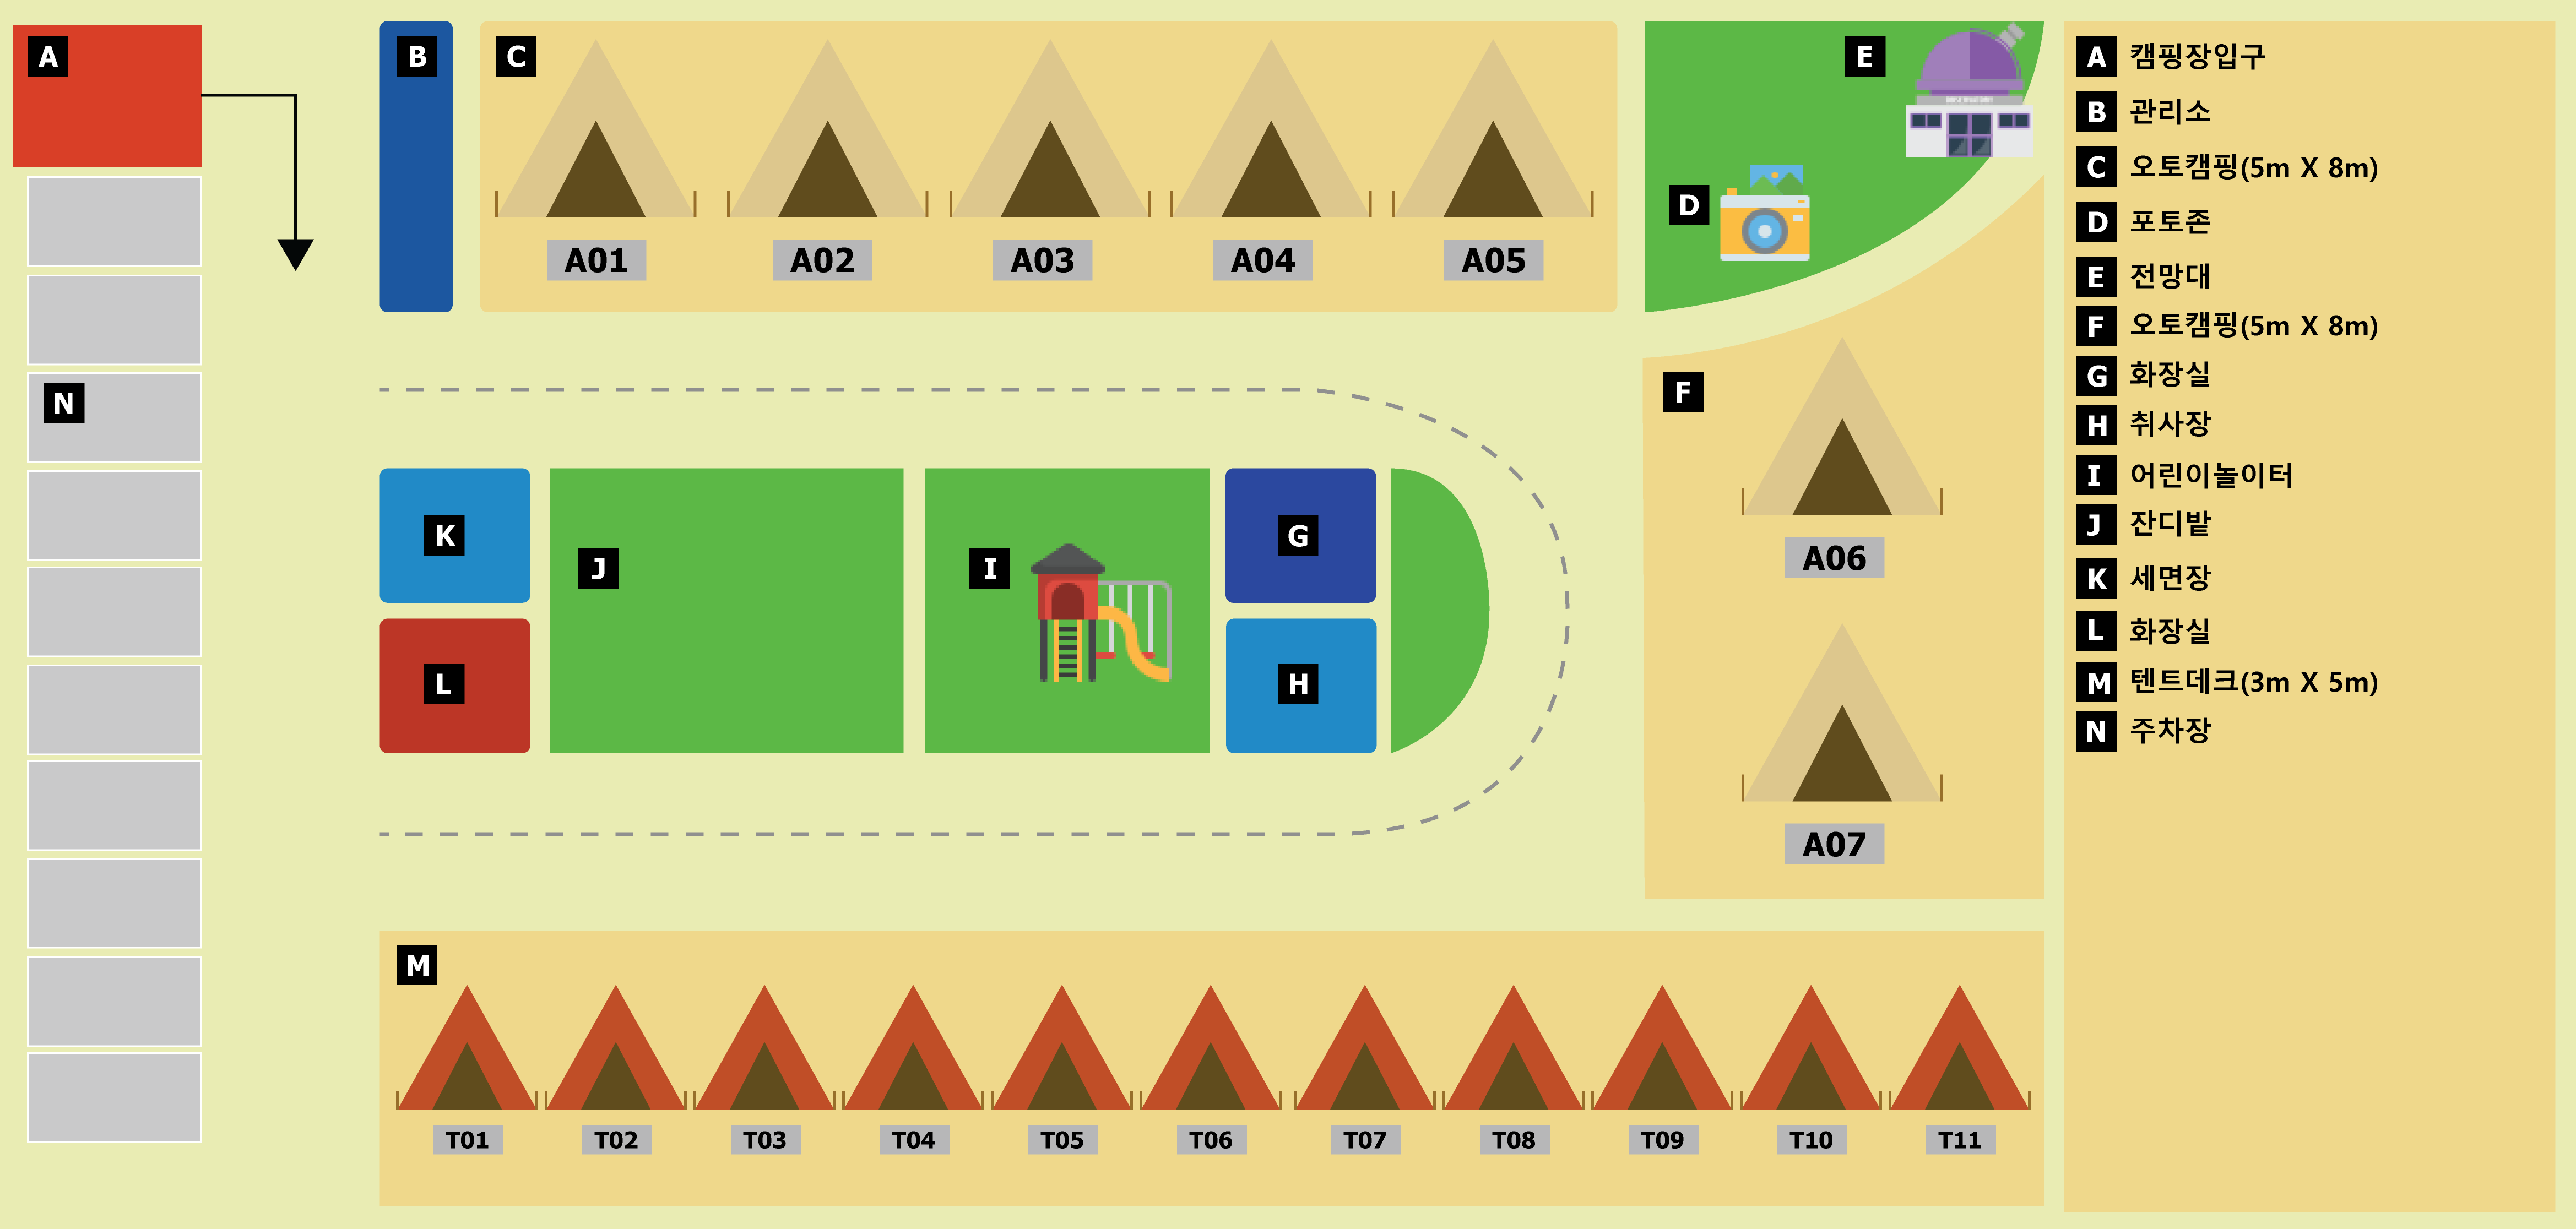 A
B
C
E
D
A01
A02
A03
A04
A05
N
F
K
J
I
G
L
H
A06
A07
M
T01
T02
T03
T04
T05
T06
T07
T08
T09
T10
T11
A 캠핑장입구
B 관리소
C 오토캠핑(5m X 8m)
D 포토존
E 전망대
F 오토캠핑(5m X 8m)
G 화장실
H 취사장
I 어린이놀이터
J 잔디밭
K 세면장
L 화장실
M 텐트데크(3m X 5m)
N 주차장